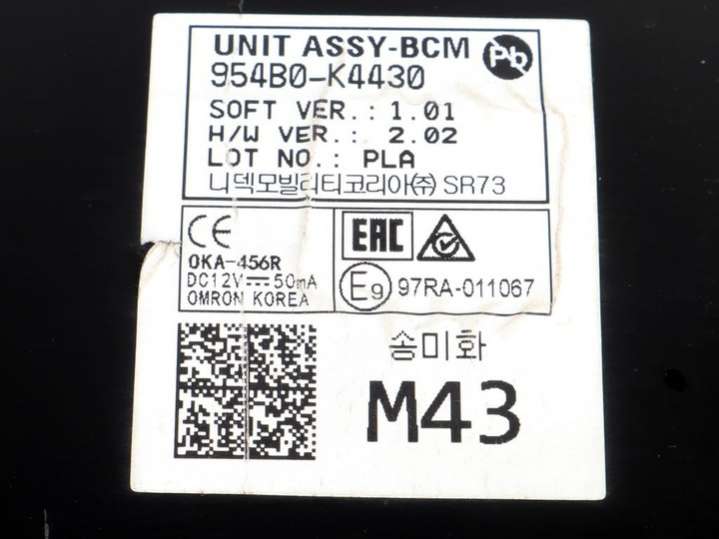 UNIT ASSY-BCM
Pb
954B0-K4430
SOFT VER.: 1.01
H/W VER.: 2.02
LOT NO.: PLA
니덱모빌리티코리아㈜ SR73
CE
EAC
OKA-456R
DC12V⎓50mA
OMRON KOREA
E9 97RA-011067
송미화
M43